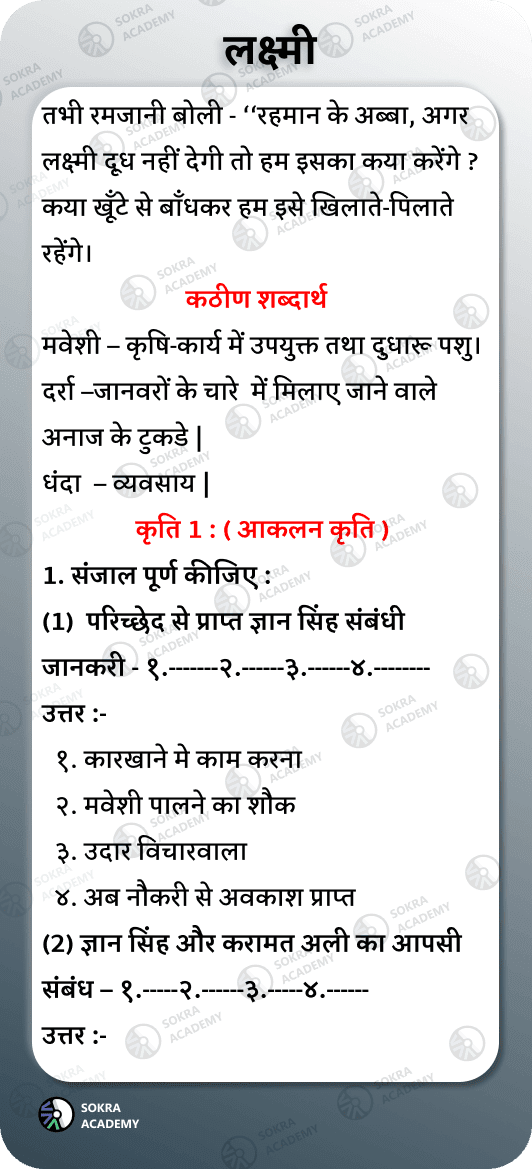 लक्ष्मी
तभी रमजानी बोली - ‘‘रहमान के अब्बा, अगर
लक्ष्मी दूध नहीं देगी तो हम इसका कया करेंगे ?
कया खूँटे से बाँधकर हम इसे खिलाते-पिलाते
रहेंगे।
कठीण शब्दार्थ
मवेशी – कृषि-कार्य में उपयुक्त तथा दुधारू पशु।
दर्रा –जानवरों के चारे में मिलाए जाने वाले
अनाज के टुकडे |
धंदा – व्यवसाय |
कृति 1 : ( आकलन कृति )
1. संजाल पूर्ण कीजिए :
(1) परिच्छेद से प्राप्त ज्ञान सिंह संबंधी
जानकरी - १.-------२.------३.------४.--------
उत्तर :-
१. कारखाने मे काम करना
२. मवेशी पालने का शौक
३. उदार विचारवाला
४. अब नौकरी से अवकाश प्राप्त
(2) ज्ञान सिंह और करामत अली का आपसी
संबंध – १.-----२.------३.-----४.------
उत्तर :-
SOKRA
ACADEMY